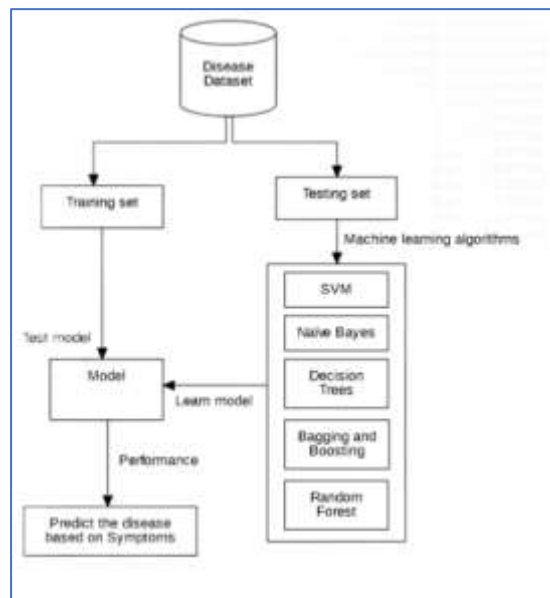 Disease
Dataset
Training set
Testing set
Machine learning algorithms
SVM
Naïve Bayes
Decision
Trees
Bagging and
Boosting
Random
Forest
Test model
Model
Learn model
Performance
Predict the disease
based on Symptoms